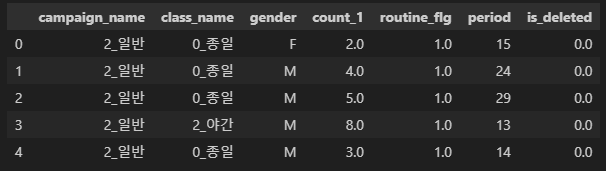 campaign_name class_name gender count_1 routine_flg period is_deleted
0 2_일반 0_종일 F 2.0 1.0 15 0.0
1 2_일반 0_종일 M 4.0 1.0 24 0.0
2 2_일반 0_종일 M 5.0 1.0 29 0.0
3 2_일반 2_야간 M 8.0 1.0 13 0.0
4 2_일반 0_종일 M 3.0 1.0 14 0.0